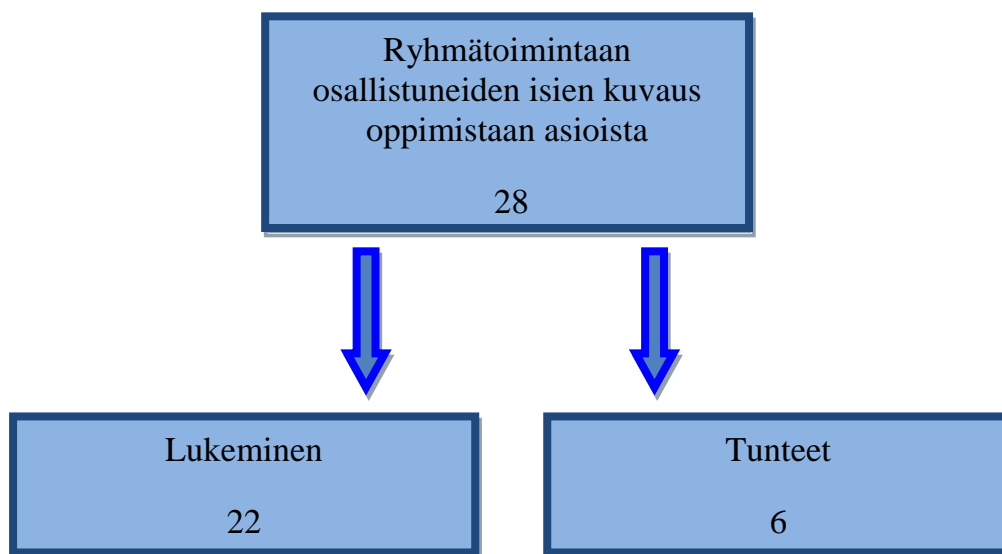 Ryhmätoimintaan
osallistuneiden isien kuvaus
oppimistaan asioista
28
Lukeminen
22
Tunteet
6